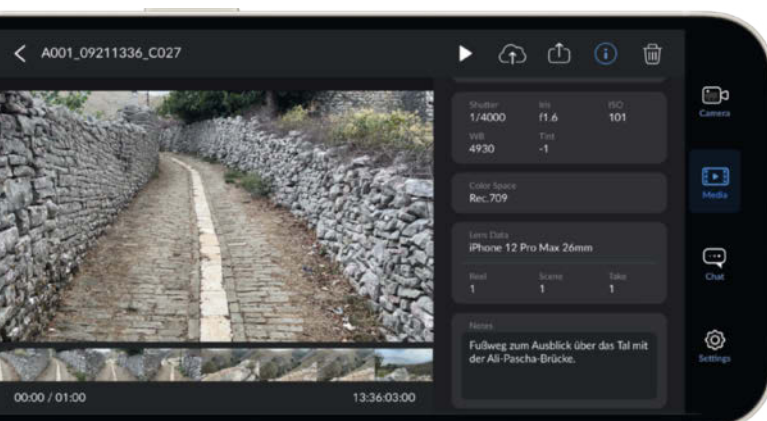 A001_09211336_C027
Shutter Iris ISO
1/4000 f1.6 101
WB Tint
4930 -1
Color Space
Rec.709
Lens Data
iPhone 12 Pro Max 26mm
Reel Scene Take
1 1 1
Notes
Fußweg zum Ausblick über das Tal mit
der Ali-Pascha-Brücke.
00:00 / 01:00 13:36:03:00
Camera
Media
Chat
Settings